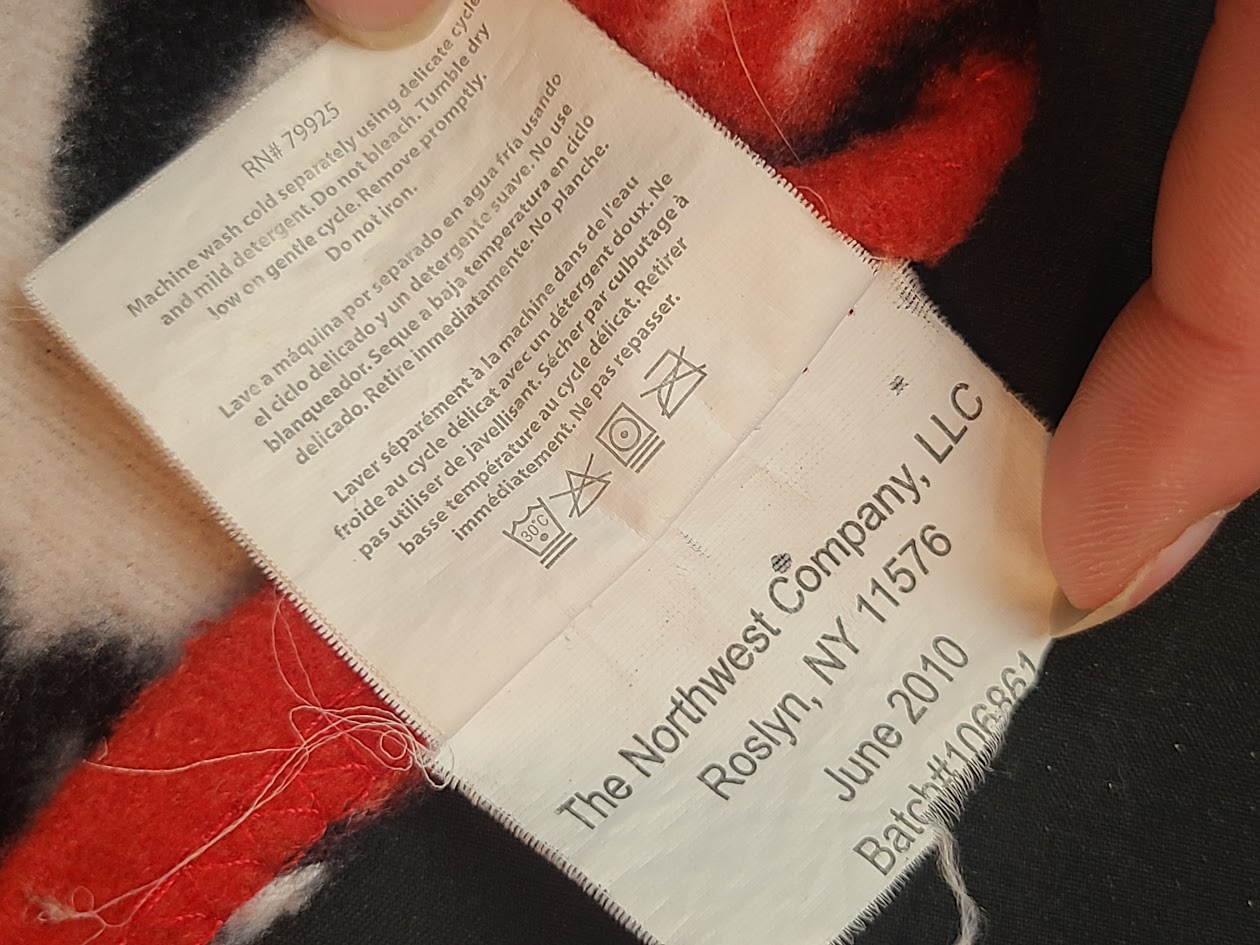 RN# 79925
Machine wash cold separately using delicate cycle
and mild detergent. Do not bleach. Tumble dry
low on gentle cycle. Remove promptly.
Do not iron.
Lave a máquina por separado en agua fría usando
el ciclo delicado y un detergente suave. No use
blanqueador. Seque a baja temperatura en ciclo
delicado. Retire inmediatamente. No planche.
Laver séparément à la machine dans de l'eau
froide au cycle délicat avec un détergent doux. Ne
pas utiliser de javellisant. Sécher par culbutage à
basse température au cycle délicat. Retirer
immédiatement. Ne pas repasser.
30°C
The Northwest Company, LLC
Roslyn, NY 11576
June 2010
Batch#106861